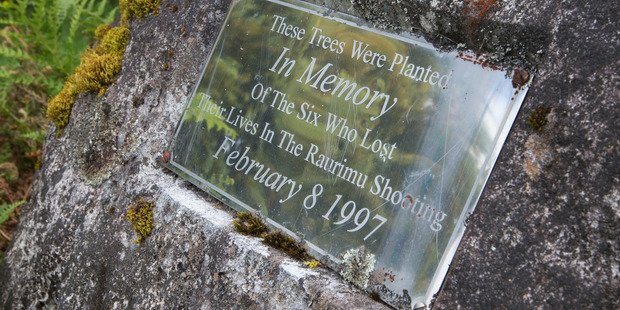 These Trees Were Planted
In Memory
Of The Six Who Lost
Their Lives In The Raurimu Shooting
February 8 1997